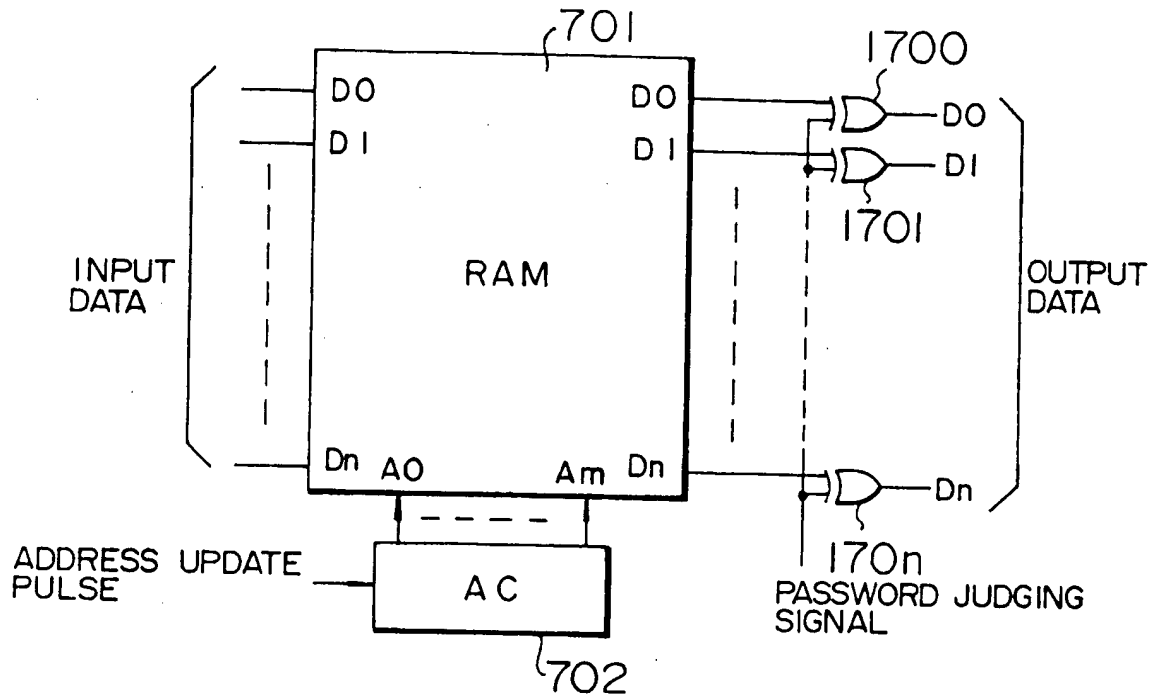 701
1700
D0
D1
D0
D1
D0
D1
1701
INPUT
DATA
RAM
OUTPUT
DATA
Dn
A0
Am
Dn
Dn
170n
ADDRESS UPDATE
PULSE
AC
PASSWORD JUDGING
SIGNAL
702